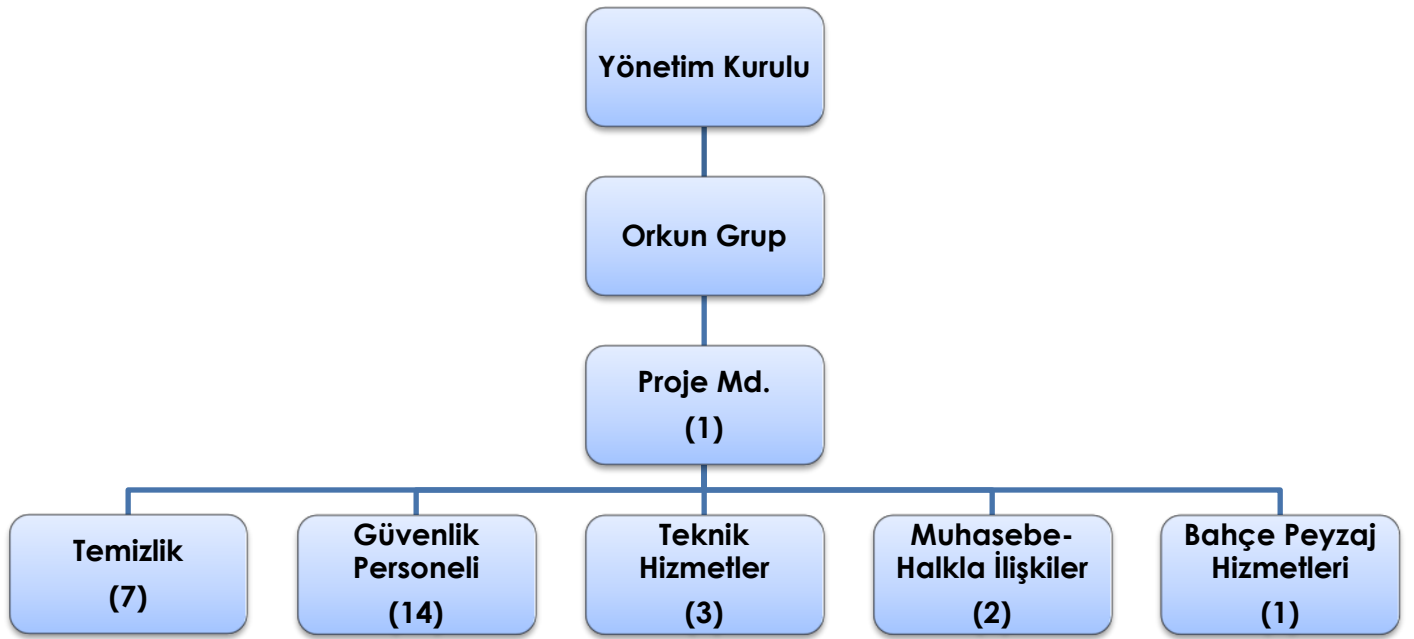 Yönetim Kurulu
Orkun Grup
Proje Md.
(1)
Temizlik
(7)
Güvenlik
Personeli
(14)
Teknik
Hizmetler
(3)
Muhasebe-
Halkla İlişkiler
(2)
Bahçe Peyzaj
Hizmetleri
(1)